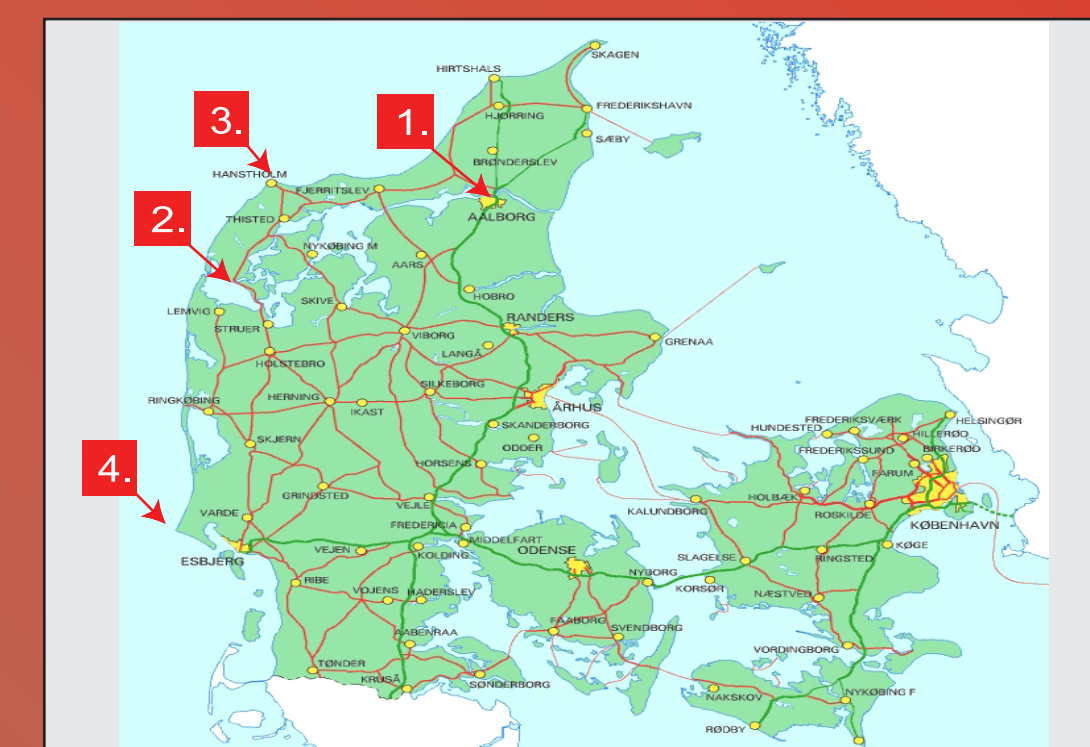 SKAGEN
HIRTSHALS
1.
3.
FREDERIKSHAVN
HJØRRING
SÆBY
BRØNDERSLEV
HANSTHOLM
FJERRITSLEV
2.
THISTED
AALBORG
NYKØBING M
AARS
HOBRO
SKIVE
LEMVIG
RANDERS
STRUER
VIBORG
GRENAA
LANGÅ
HOLSTEBRO
SILKEBORG
RINGKØBING
HERNING
IKAST
ÅRHUS
FREDERIKSVÆRK
HELSINGØR
SKANDERBORG
HUNDESTED
HILLERØD
SKJERN
ODDER
FREDERIKSSUND
BIRKERØD
4.
HORSENS
FARUM
GRINDSTED
HOLBÆK
VEJLE
KALUNDBORG
VARDE
ROSKILDE
FREDERICIA
KØBENHAVN
MIDDELFART
VEJEN
KOLDING
ODENSE
KØGE
ESBJERG
SLAGELSE
RINGSTED
NYBORG
RIBE
KORSØR
VOJENS
HADERSLEV
NÆSTVED
FAABORG
SVENDBORG
AABENRAA
VORDINGBORG
TØNDER
KRUSÅ
SØNDERBORG
NAKSKOV
NYKØBING F
RØDBY